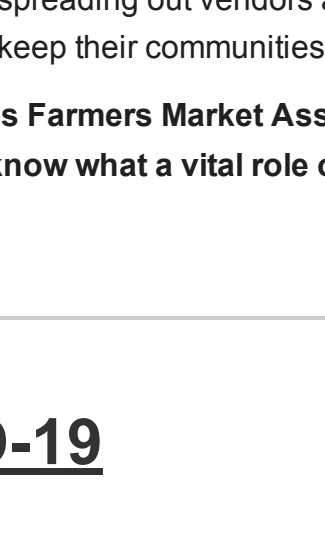 spreading out vendors
keep their communities
s Farmers Market Ass
know what a vital role
-19